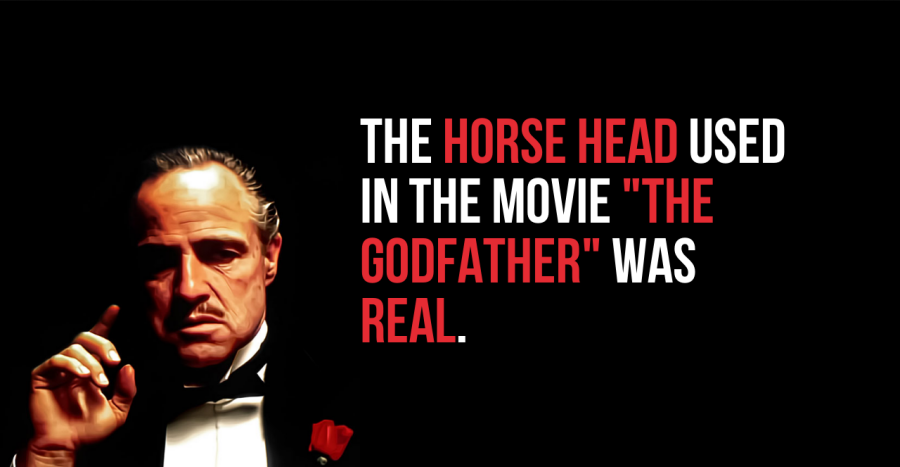 THE HORSE HEAD USED
IN THE MOVIE "THE
GODFATHER" WAS
REAL.